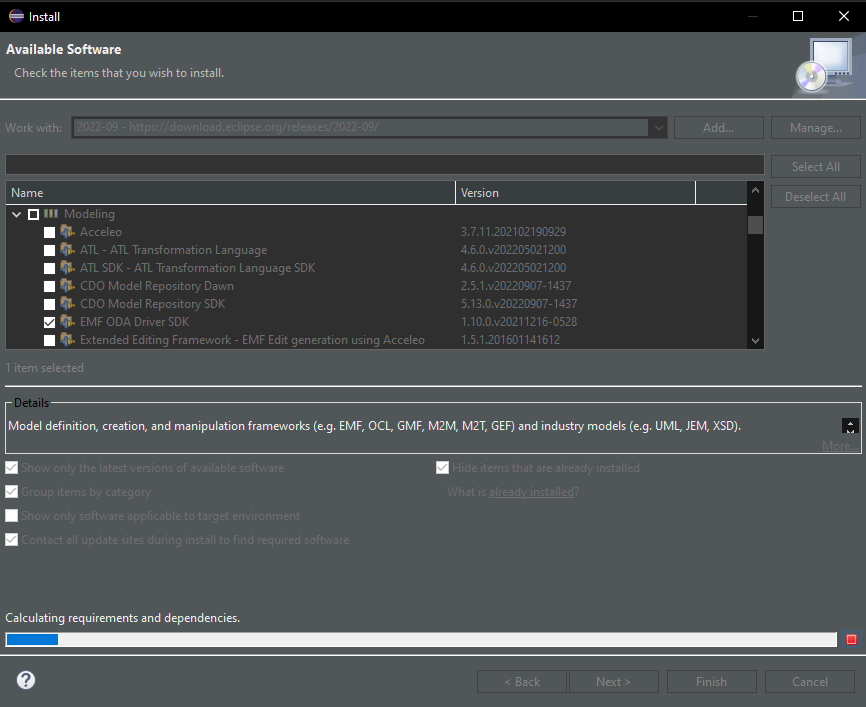 Install
Available Software
Check the items that you wish to install.
Work with: 2022-09 - https://download.eclipse.org/releases/2022-09/ Add... Manage...
Select All
Name Version
Deselect All
Modeling
Acceleo 3.7.11.202102190929
ATL - ATL Transformation Language 4.6.0.v202205021200
ATL SDK - ATL Transformation Language SDK 4.6.0.v202205021200
CDO Model Repository Dawn 2.5.1.v20220907-1437
CDO Model Repository SDK 5.13.0.v20220907-1437
EMF ODA Driver SDK 1.10.0.v20211216-0528
Extended Editing Framework - EMF Edit generation using Acceleo 1.5.1.201601141612
1 item selected
Details
Model definition, creation, and manipulation frameworks (e.g. EMF, OCL, GMF, M2M, M2T, GEF) and industry models (e.g. UML, JEM, XSD).
More...
Show only the latest versions of available software Hide items that are already installed
Group items by category What is already installed?
Show only software applicable to target environment
Contact all update sites during install to find required software
Calculating requirements and dependencies.
? < Back Next > Finish Cancel